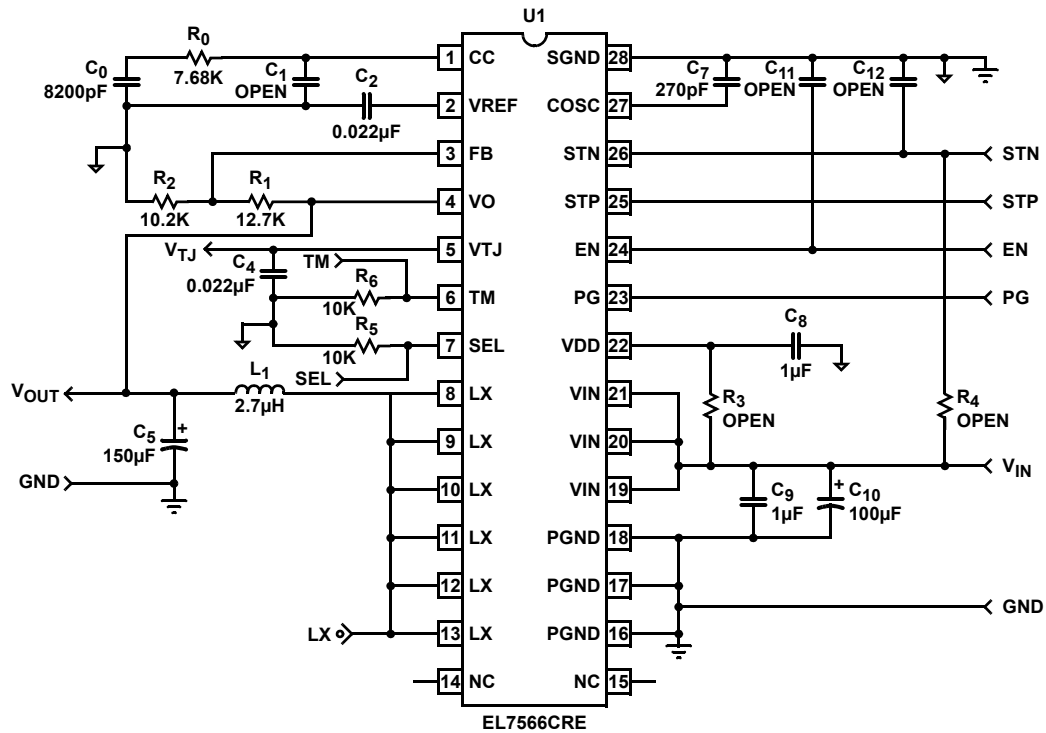 U1
R0
7.68K
C0
8200pF
C1
OPEN
C2
0.022µF
R2
10.2K
R1
12.7K
VTJ
C4
0.022µF
TM
R6
10K
R5
10K
SEL
VOUT
L1
2.7µH
C5
150µF
+
GND
LX
1 CC
2 VREF
3 FB
4 VO
5 VTJ
6 TM
7 SEL
8 LX
9 LX
10 LX
11 LX
12 LX
13 LX
14 NC
SGND 28
COSC 27
STN 26
STP 25
EN 24
PG 23
VDD 22
VIN 21
VIN 20
VIN 19
PGND 18
PGND 17
PGND 16
NC 15
C7
270pF
C11
OPEN
C12
OPEN
STN
STP
EN
PG
C8
1µF
R3
OPEN
R4
OPEN
VIN
C9
1µF
+
C10
100µF
GND
EL7566CRE